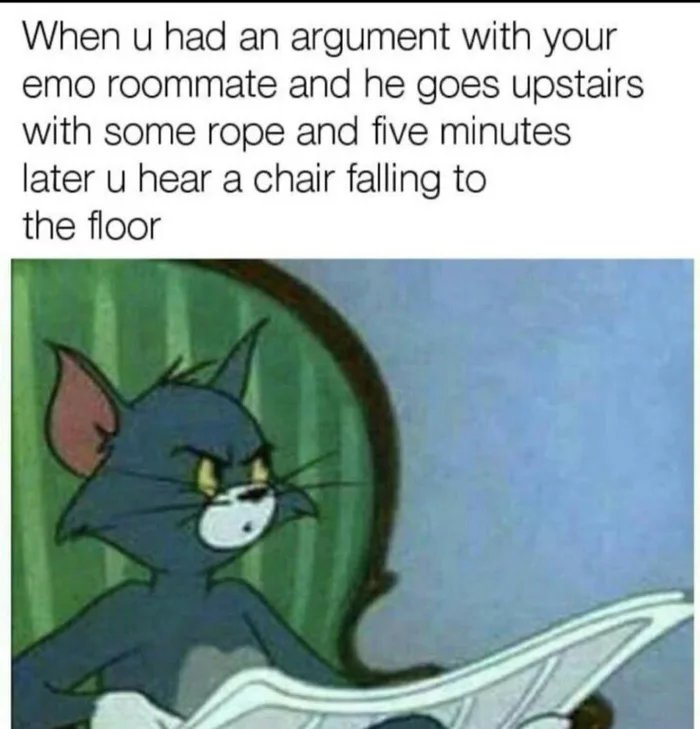 When u had an argument with your
emo roommate and he goes upstairs
with some rope and five minutes
later u hear a chair falling to
the floor